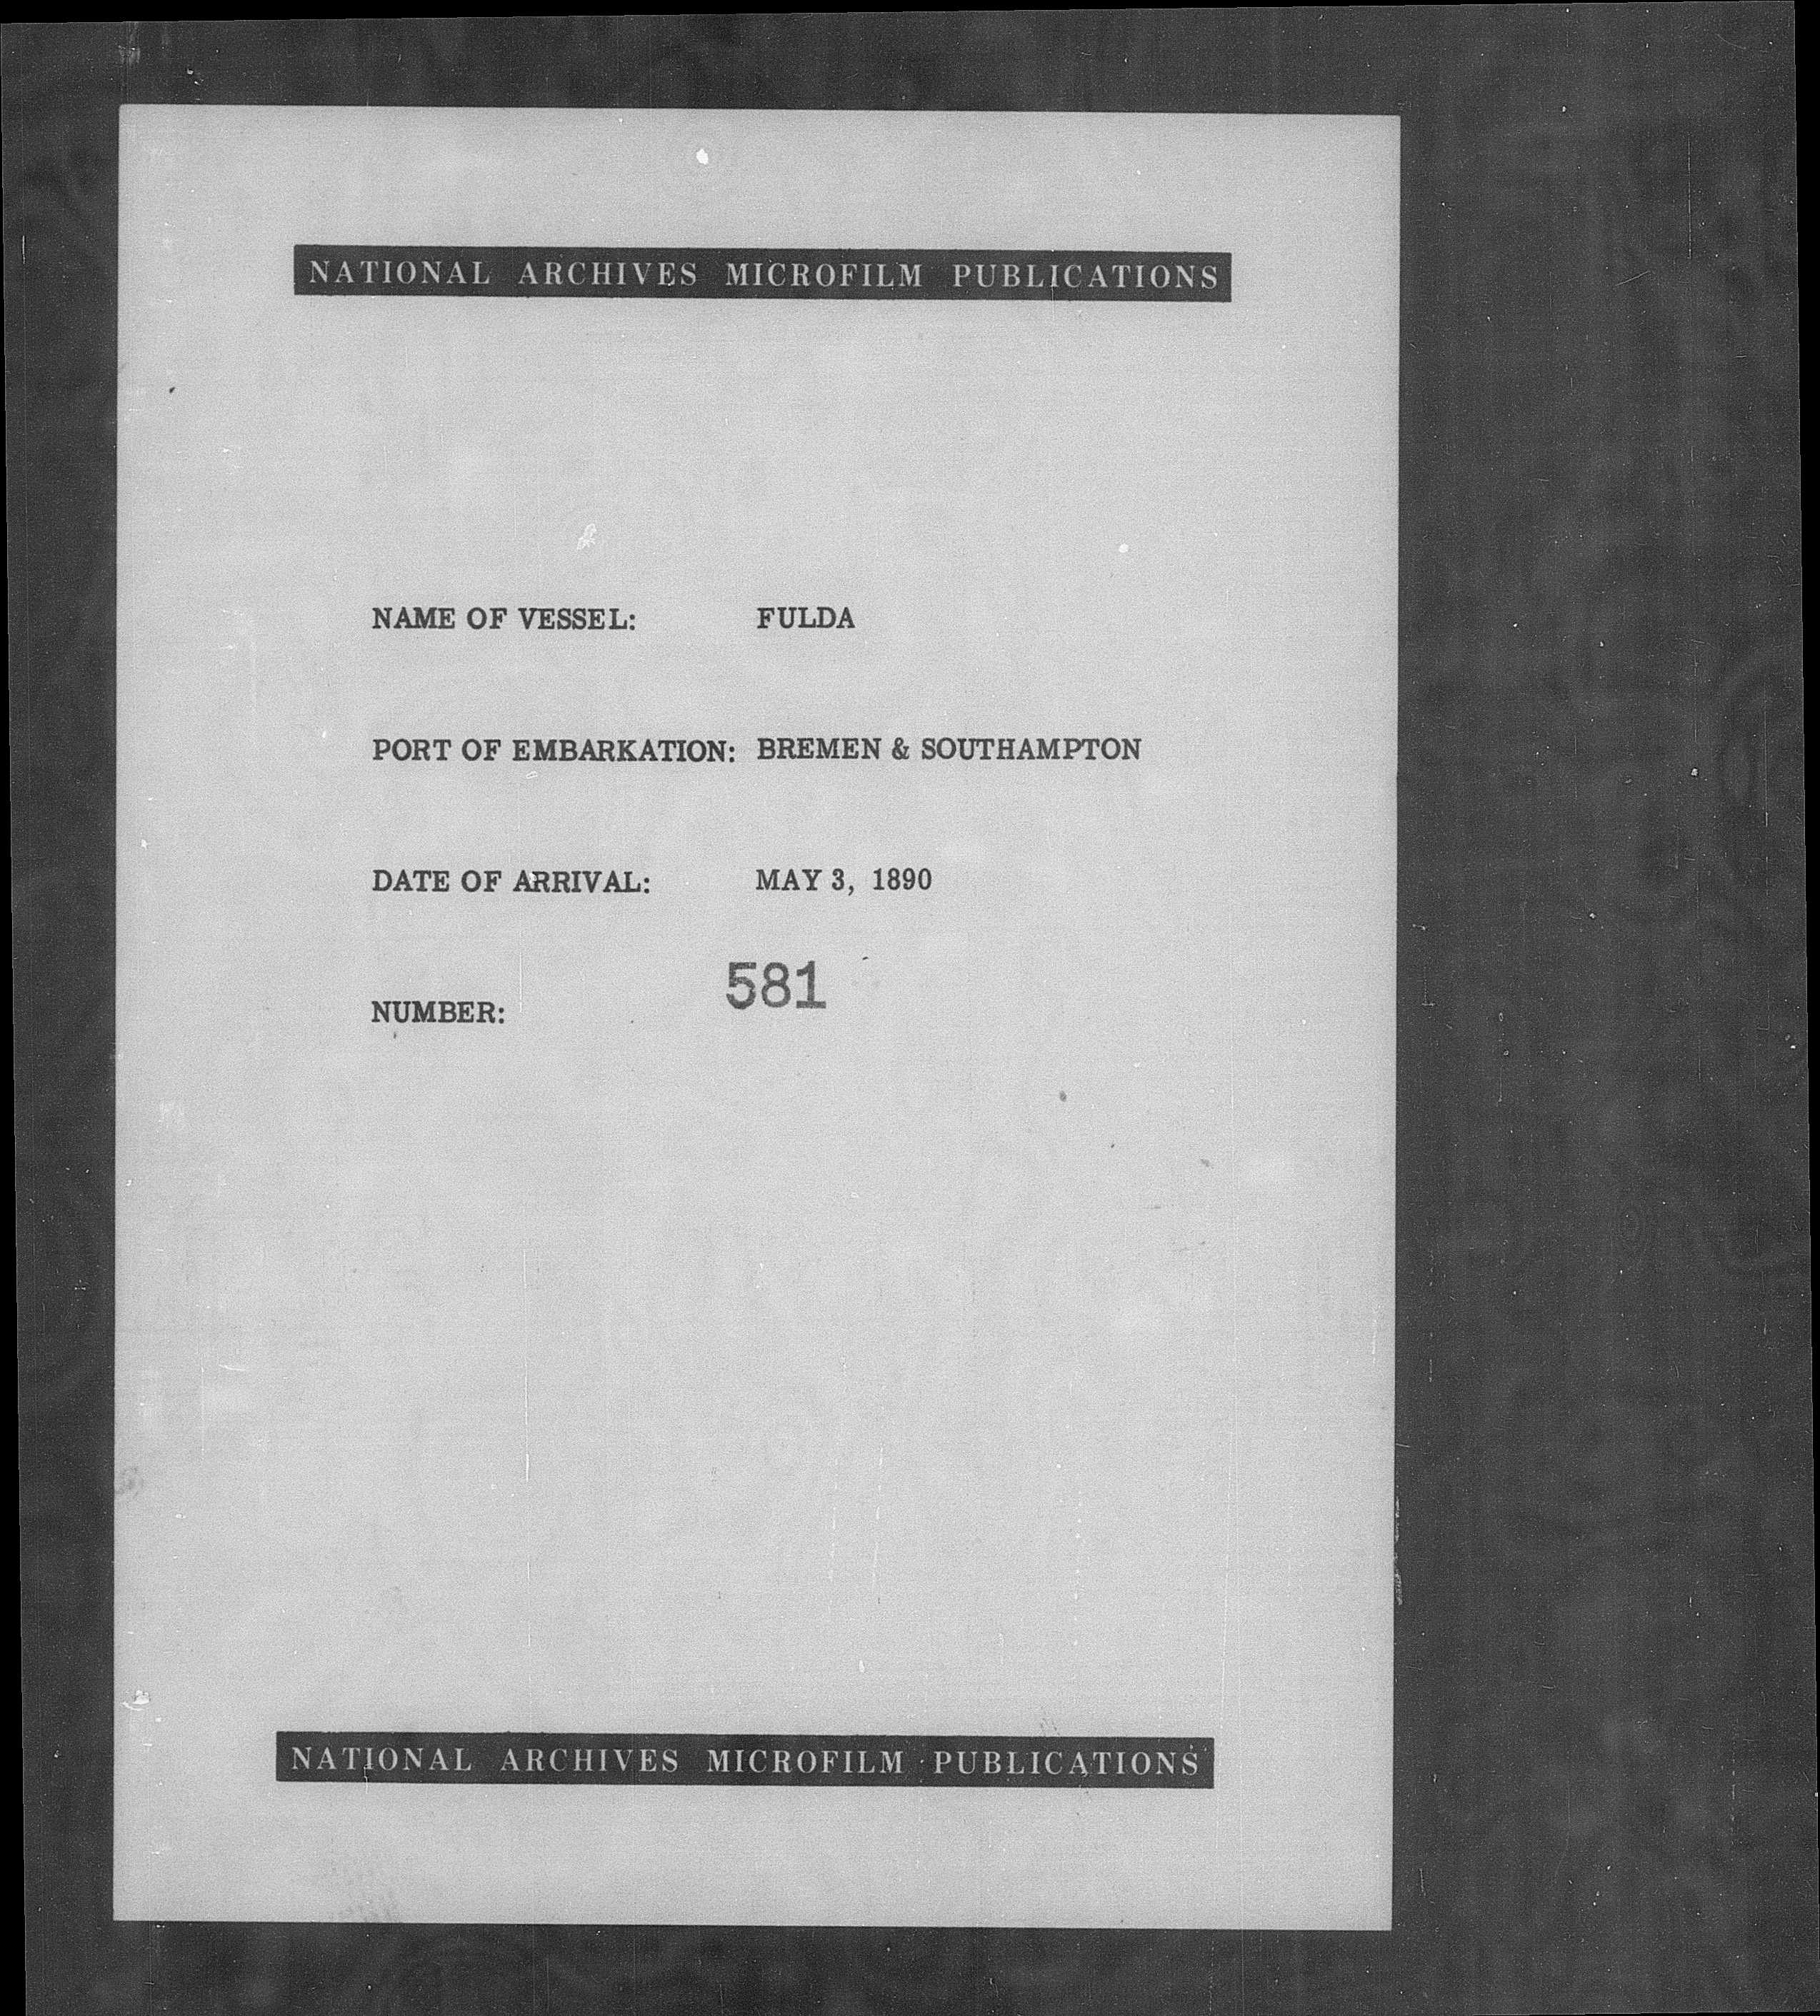 NATIONAL ARCHIVES MICROFILM PUBLICATIONS
NAME OF VESSEL: FULDA
PORT OF EMBARKATION: BREMEN & SOUTHAMPTON
DATE OF ARRIVAL: MAY 3, 1890
NUMBER: 581
NATIONAL ARCHIVES MICROFILM PUBLICATIONS